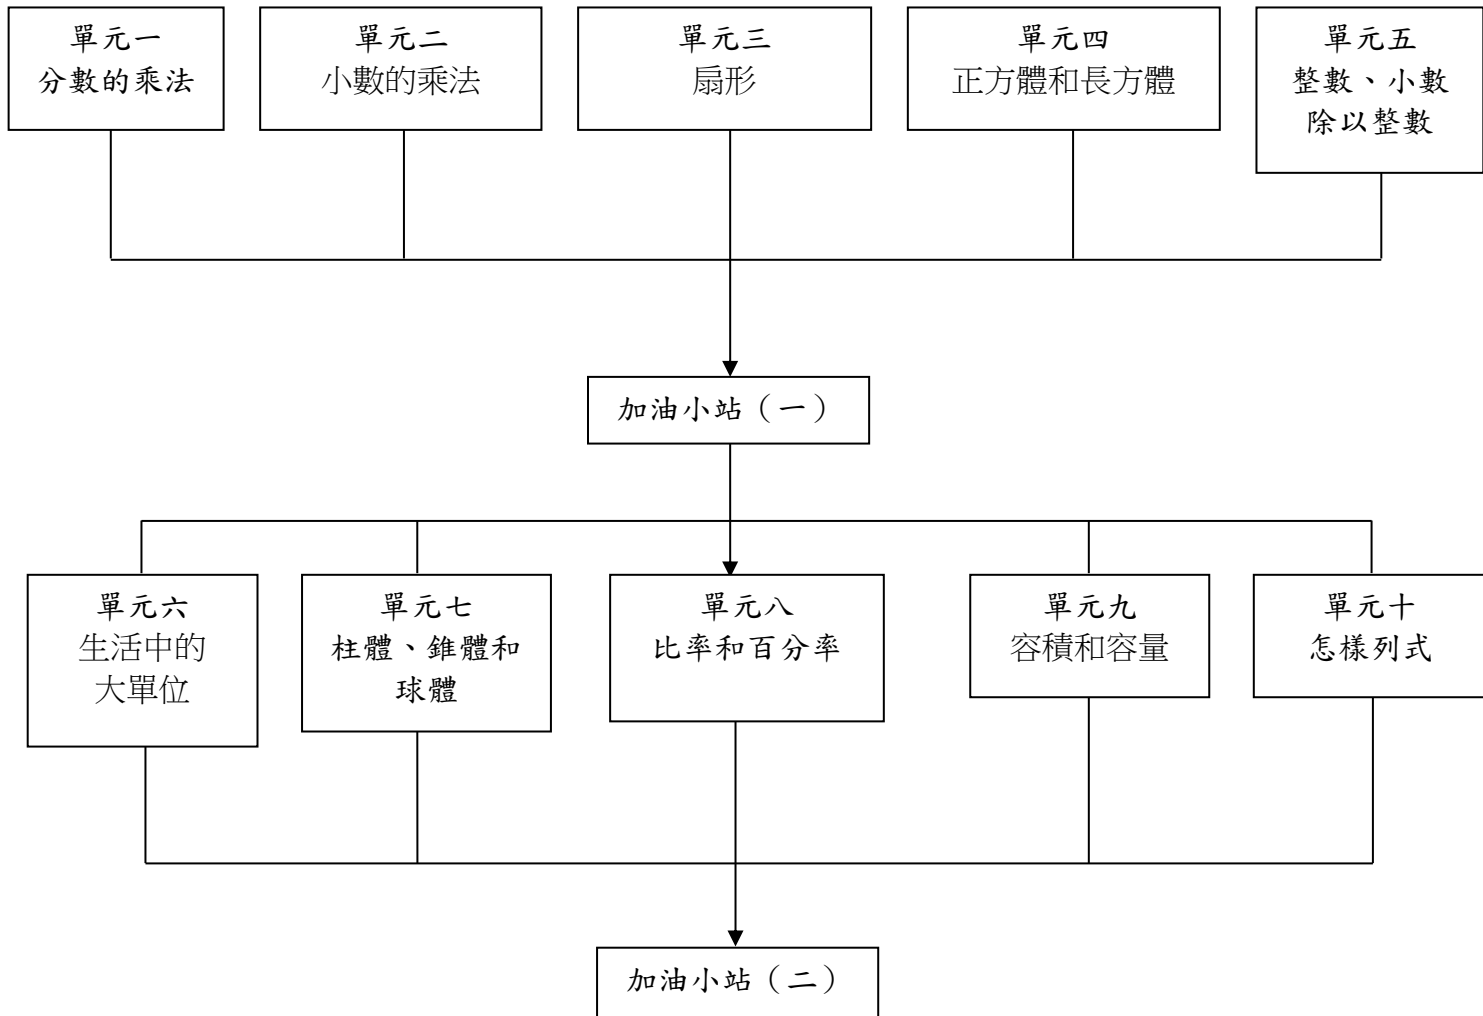 單元一
分數的乘法
單元二
小數的乘法
單元三
扇形
單元四
正方體和長方體
單元五
整數、小數
除以整數
加油小站（一）
單元六
生活中的
大單位
單元七
柱體、錐體和
球體
單元八
比率和百分率
單元九
容積和容量
單元十
怎樣列式
加油小站（二）